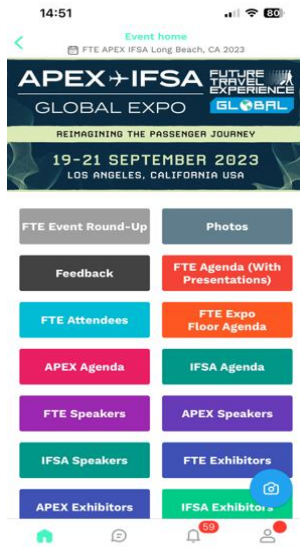 14:51
80
Event home
FTE APEX IFSA Long Beach, CA 2023
APEX IFSA
GLOBAL EXPO
FUTURE
TRAVEL
EXPERIENCE
GLOBAL
REIMAGINING THE PASSENGER JOURNEY
19-21 SEPTEMBER 2023
LOS ANGELES, CALIFORNIA USA
FTE Event Round-Up
Photos
Feedback
FTE Agenda (With
Presentations)
FTE Attendees
FTE Expo
Floor Agenda
APEX Agenda
IFSA Agenda
FTE Speakers
APEX Speakers
IFSA Speakers
FTE Exhibitors
APEX Exhibitors
IFSA Exhibitors
59